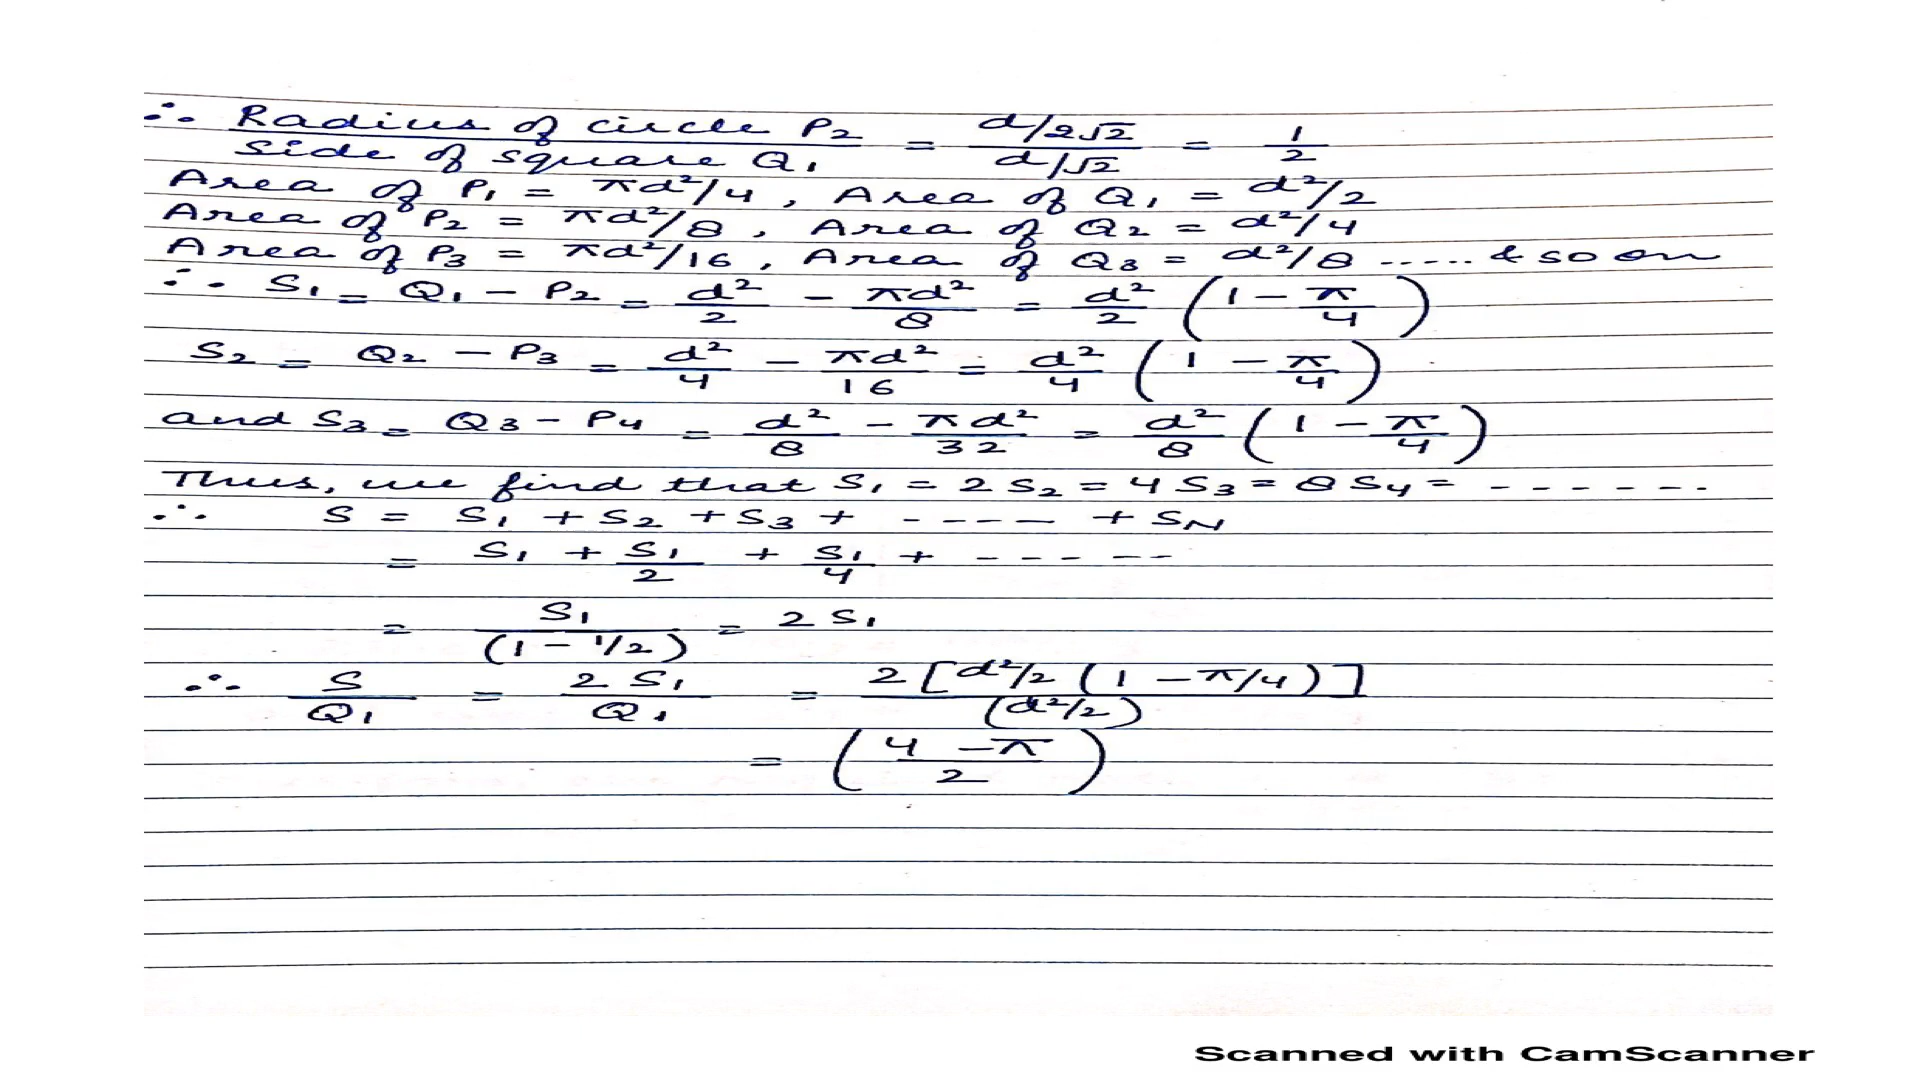 ∴ Radius of circle P₂ / side of square Q₁ = d/2√2 / d/√2 = 1/2
Area of P₁ = πd²/4, Area of Q₁ = d²/2
Area of P₂ = πd²/8, Area of Q₂ = d²/4
Area of P₃ = πd²/16, Area of Q₃ = d²/8 ..... & so on
∴ S₁ = Q₁ - P₂ = d²/2 - πd²/8 = d²/2 (1 - π/4)
S₂ = Q₂ - P₃ = d²/4 - πd²/16 = d²/4 (1 - π/4)
and S₃ = Q₃ - P₄ = d²/8 - πd²/32 = d²/8 (1 - π/4)
Thus, we find that S₁ = 2S₂ = 4S₃ = 8S₄ = ------.
∴ S = S₁ + S₂ + S₃ + ---- + SN
= S₁ + S₁/2 + S₁/4 + ------
= S₁/(1 - 1/2) = 2S₁
∴ S/Q₁ = 2S₁/Q₁ = 2[d²/2 (1 - π/4)] / (d²/2)
= (4 - π / 2)
Scanned with CamScanner